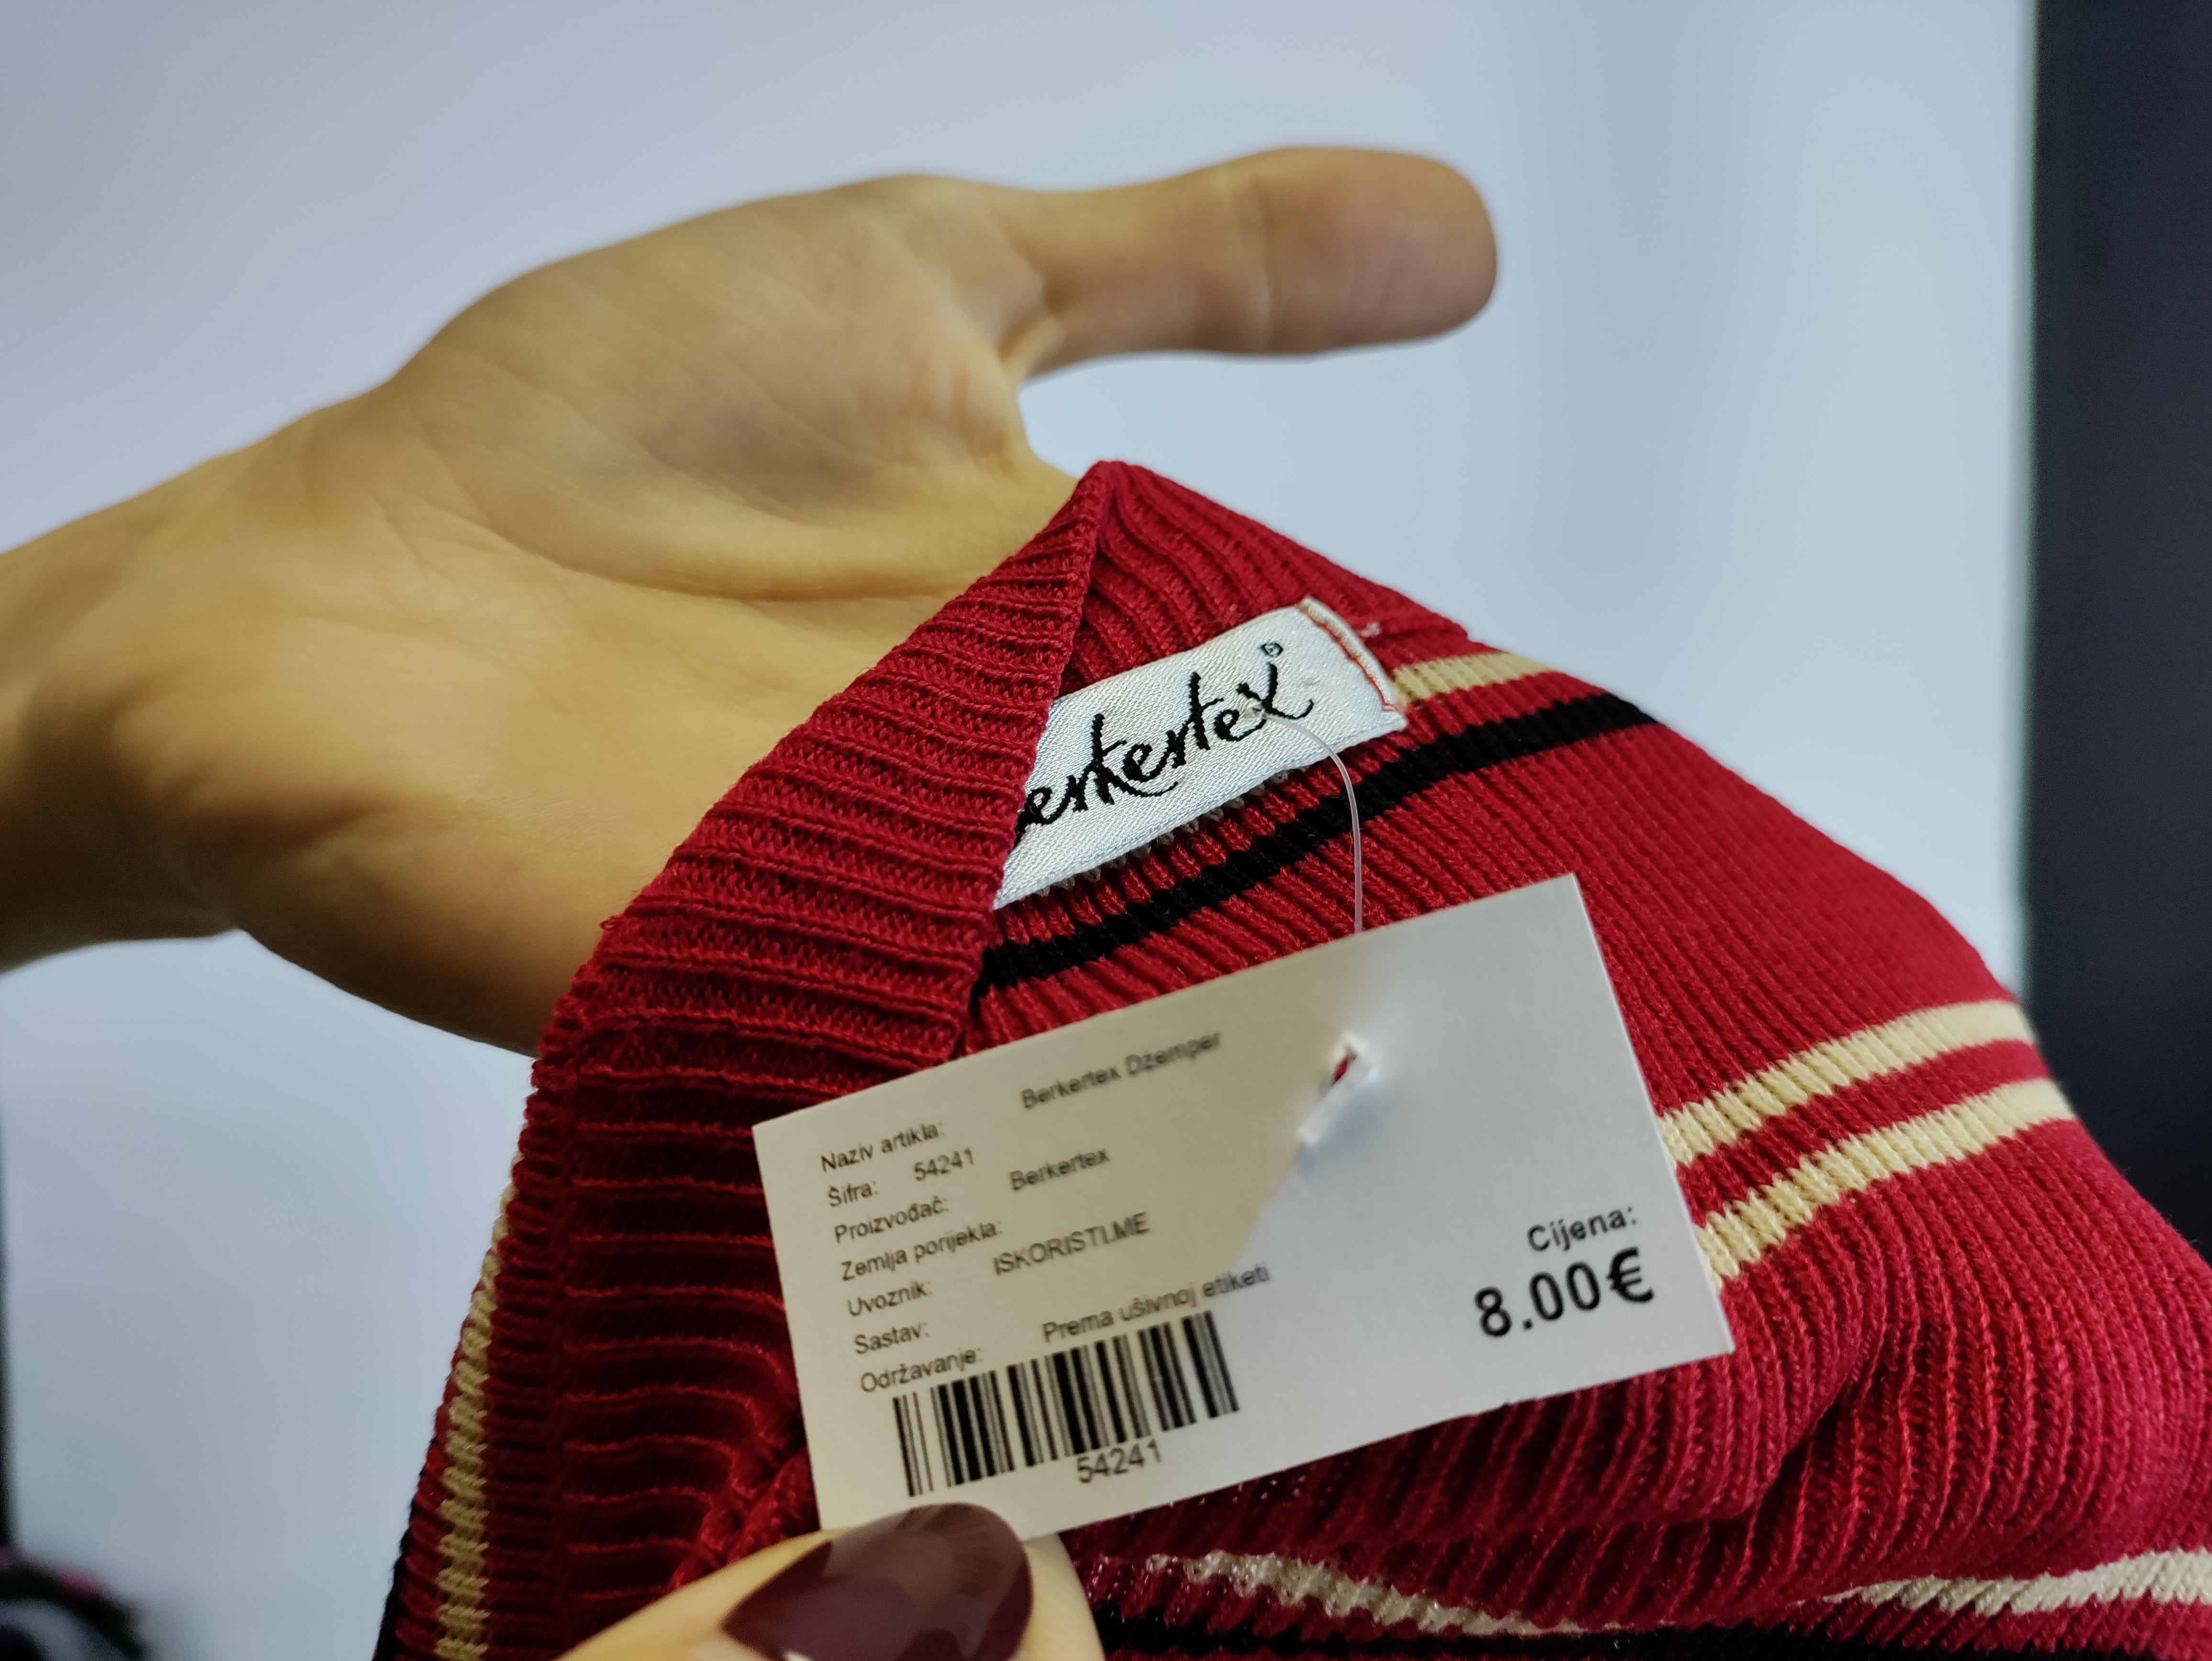 Berkertex®
Naziv artikla: Berkertex Dzemper
Šifra: 54241
Proizvođač: Berkertex
Zemlja porijekla:
Uvoznik: ISKORISTI.ME
Sastav:
Održavanje: Prema ušivnoj etiketi
54241
Cijena:
8.00€